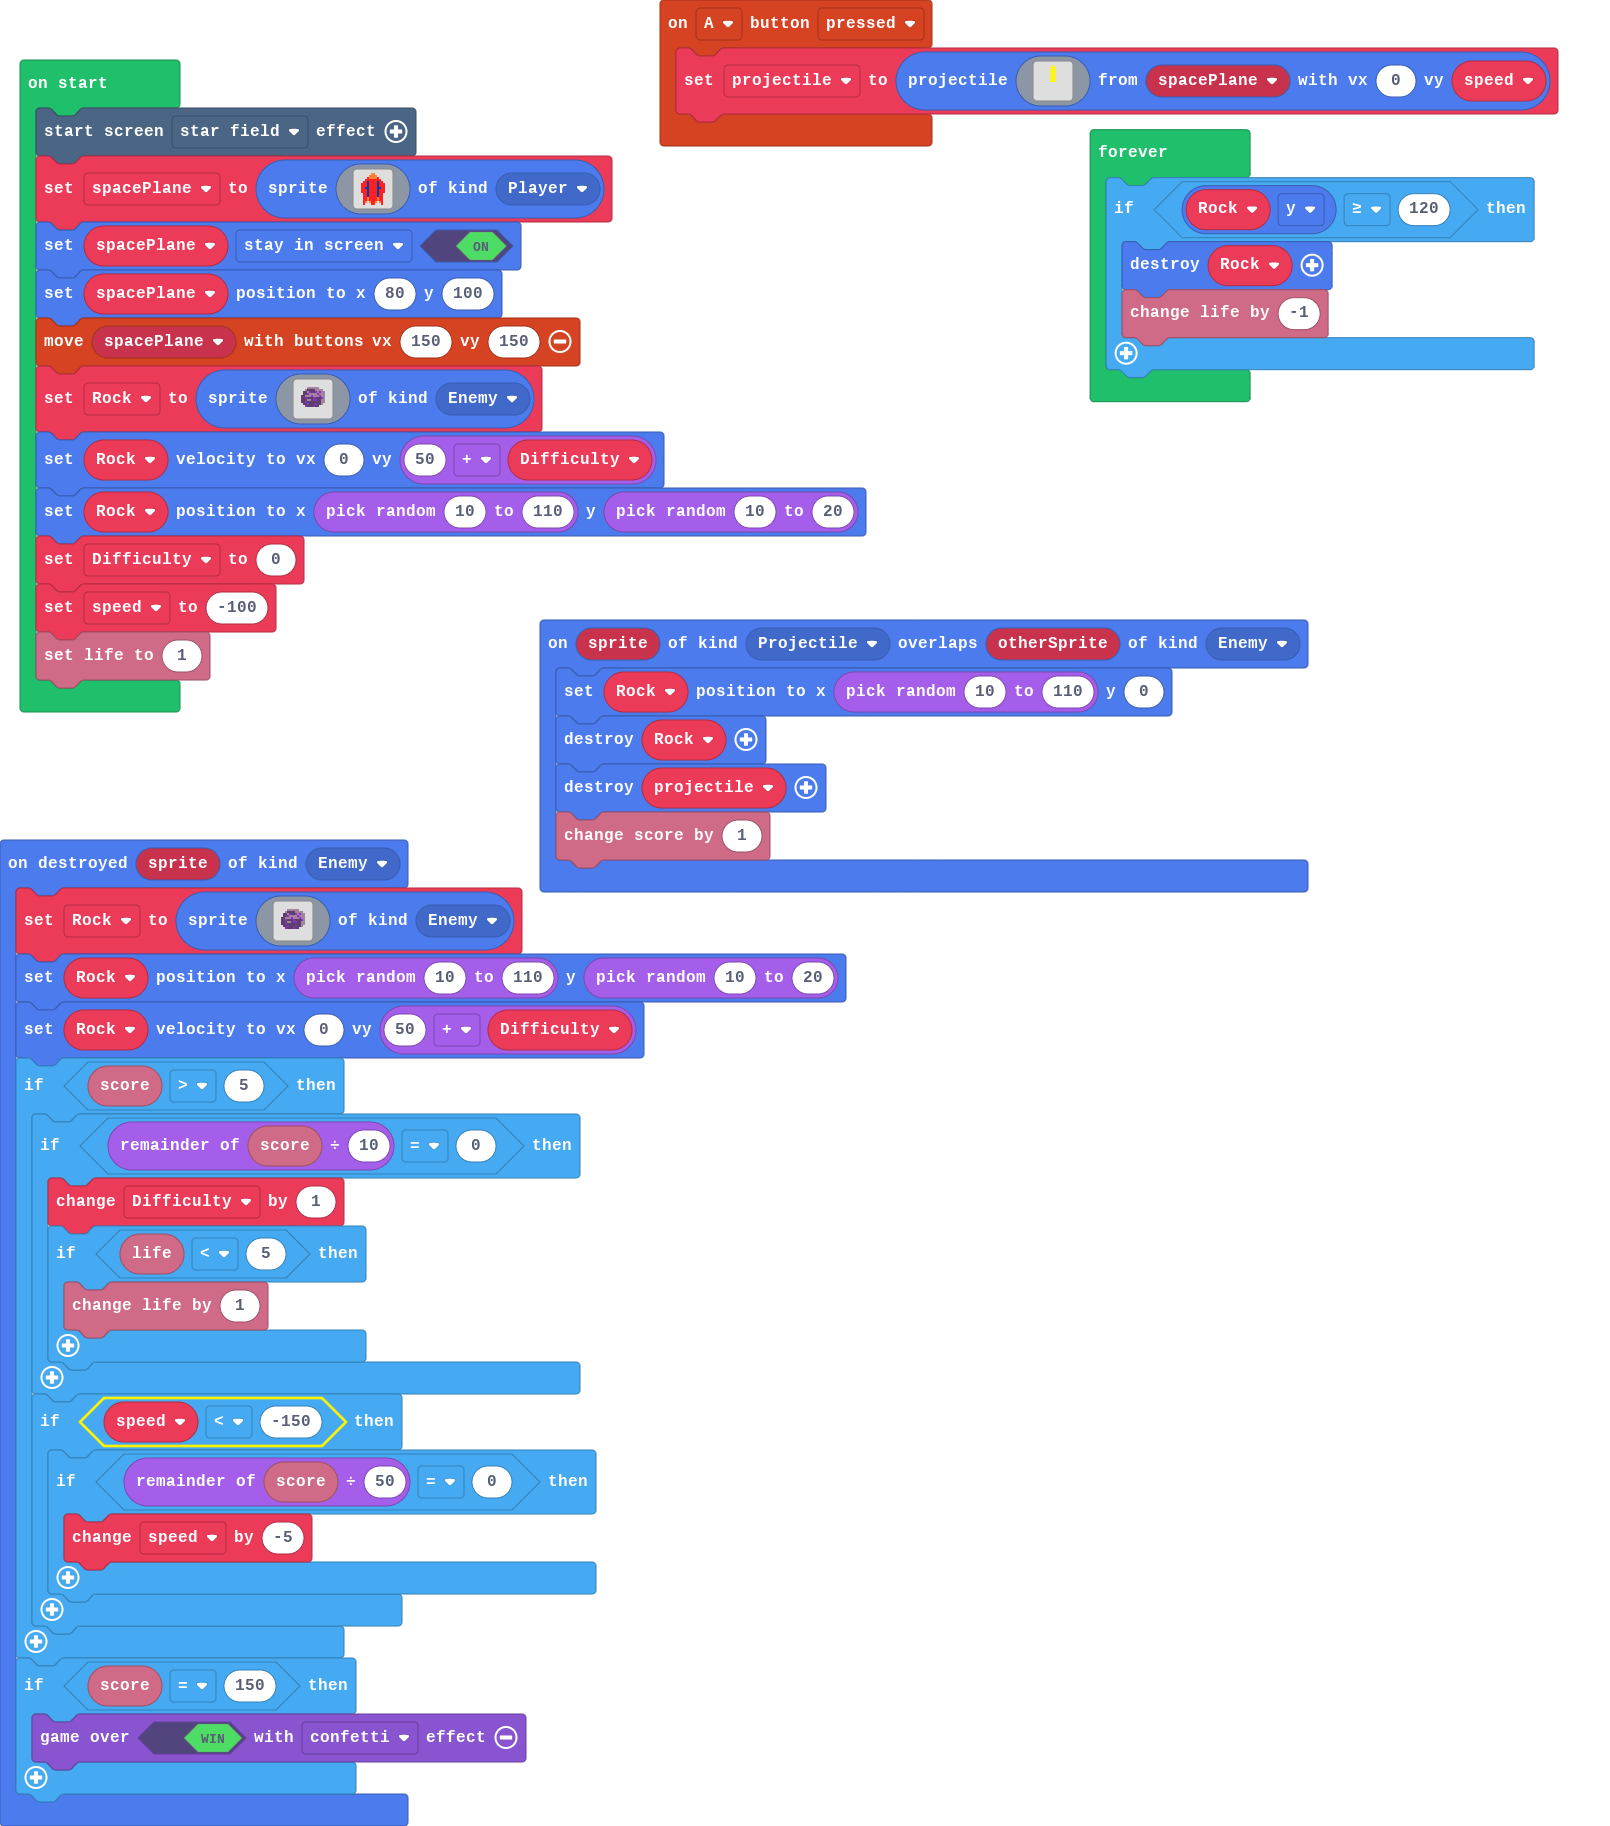 on A button pressed
set projectile to projectile from spacePlane with vx 0 vy speed
on start
start screen star field effect
set spacePlane to sprite of kind Player
set spacePlane stay in screen ON
set spacePlane position to x 80 y 100
move spacePlane with buttons vx 150 vy 150
set Rock to sprite of kind Enemy
set Rock velocity to vx 0 vy 50 + Difficulty
set Rock position to x pick random 10 to 110 y pick random 10 to 20
set Difficulty to 0
set speed to -100
set life to 1
forever
if Rock y ≥ 120 then
destroy Rock
change life by -1
on sprite of kind Projectile overlaps otherSprite of kind Enemy
set Rock position to x pick random 10 to 110 y 0
destroy Rock
destroy projectile
change score by 1
on destroyed sprite of kind Enemy
set Rock to sprite of kind Enemy
set Rock position to x pick random 10 to 110 y pick random 10 to 20
set Rock velocity to vx 0 vy 50 + Difficulty
if score > 5 then
if remainder of score ÷ 10 = 0 then
change Difficulty by 1
if life < 5 then
change life by 1
if speed < -150 then
if remainder of score ÷ 50 = 0 then
change speed by -5
if score = 150 then
game over WIN with confetti effect